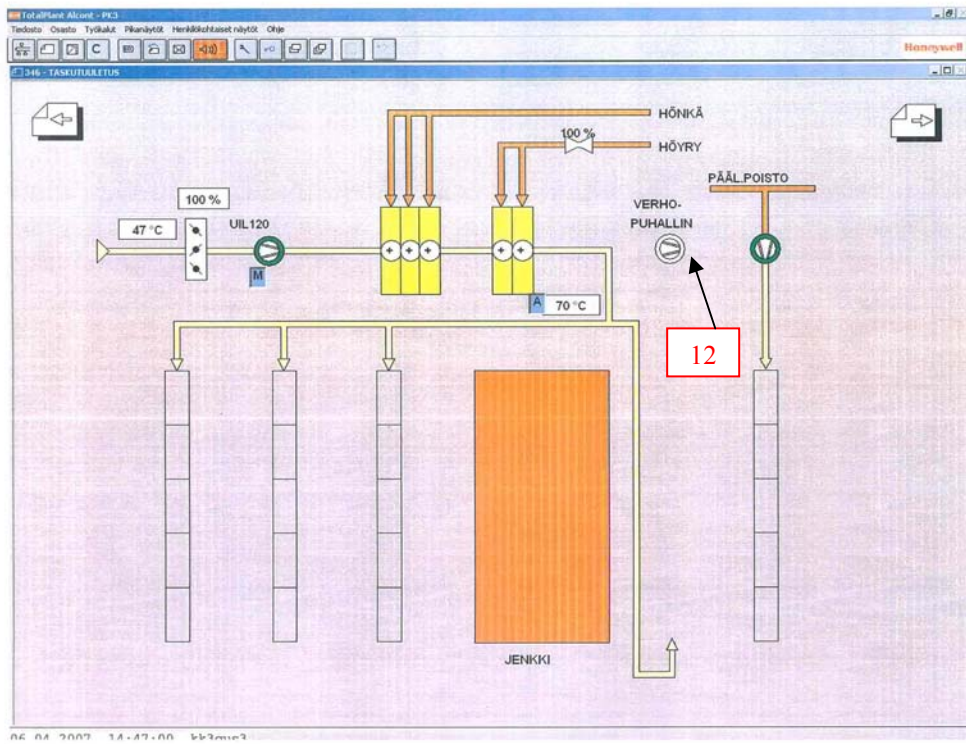 TotalPlant Alcont - PK3
Tiedosto Osasto Työkalut Pikanäytöt Henkilökohtaiset näytöt Ohje
C
Honeywell
346 - TASKUTUULETUS
HÖNKÄ
100 %
HÖYRY
PÄÄL.POISTO
100 %
VERHO-
PUHALLIN
47 °C
UIL120
M
A 70 °C
12
JENKKI
06.04.2007 14:47:00